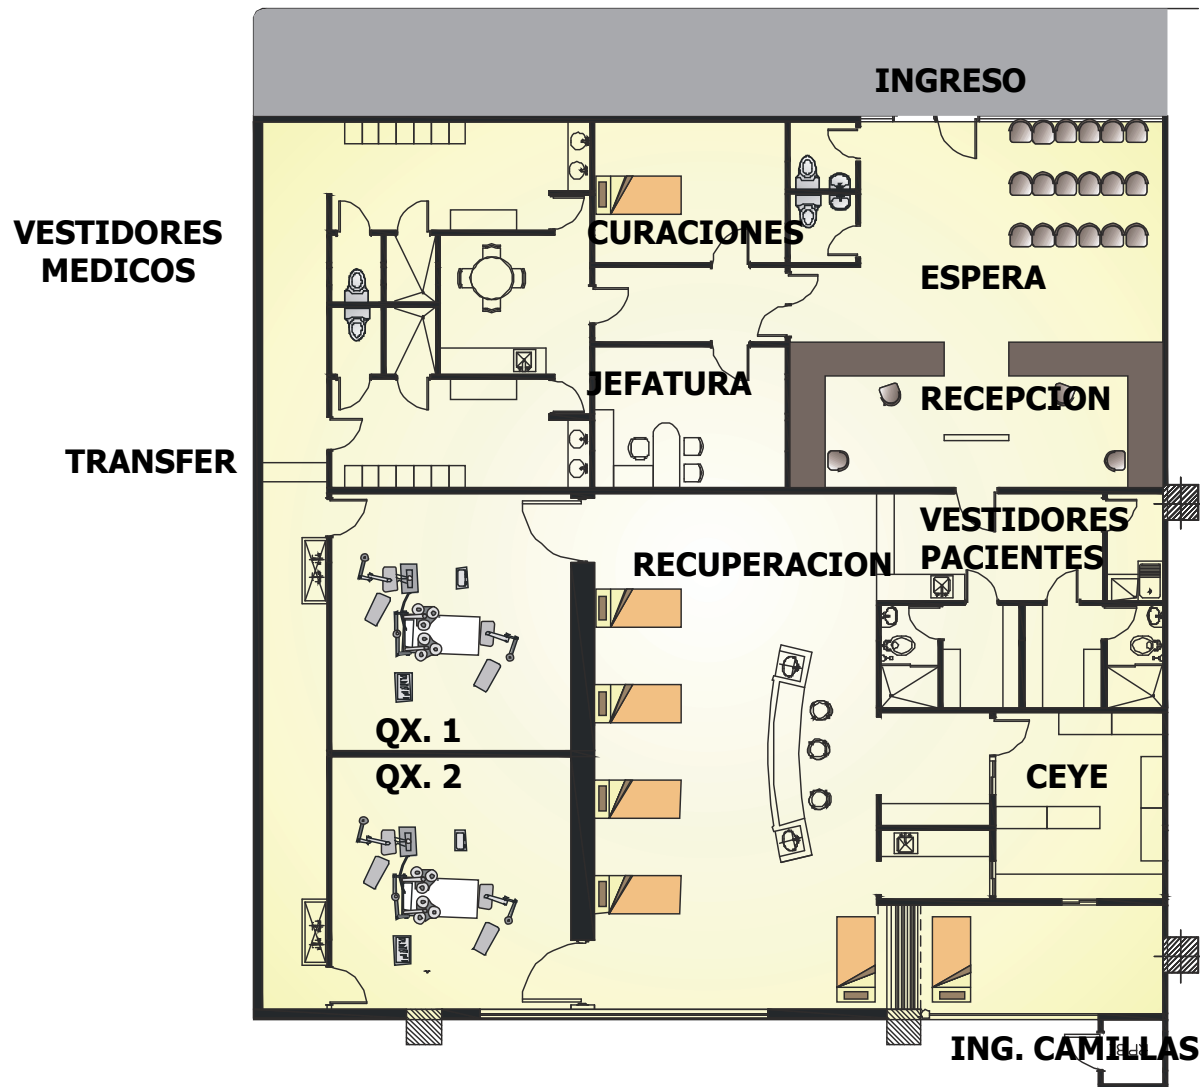 INGRESO
VESTIDORES
MEDICOS
CURACIONES
ESPERA
JEFATURA
RECEPCION
TRANSFER
VESTIDORES
PACIENTES
RECUPERACION
QX. 1
QX. 2
CEYE
ING. CAMILLAS